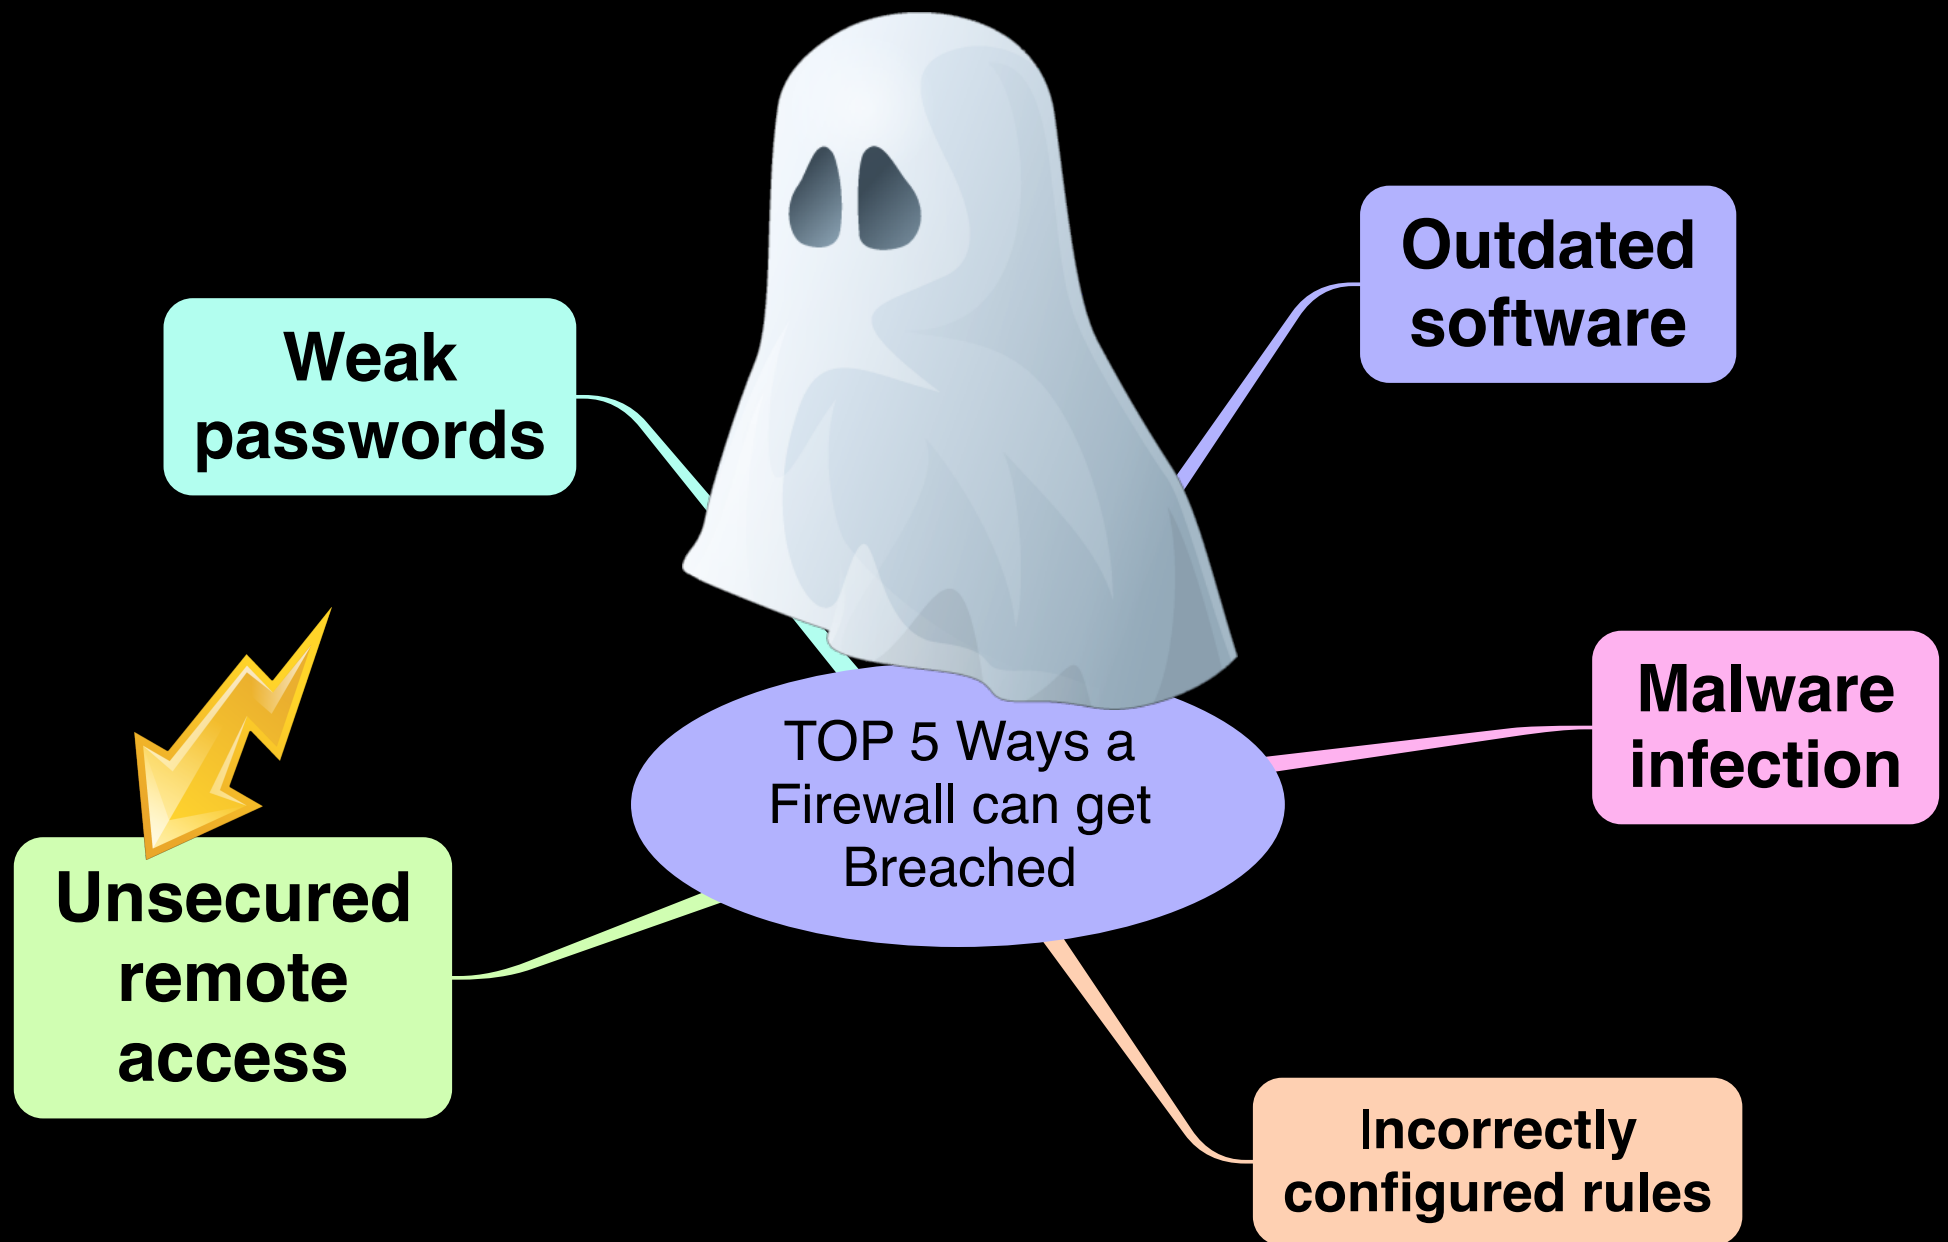 TOP 5 Ways a
Firewall can get
Breached
Outdated
software
Malware
infection
Incorrectly
configured rules
Unsecured
remote
access
Weak
passwords